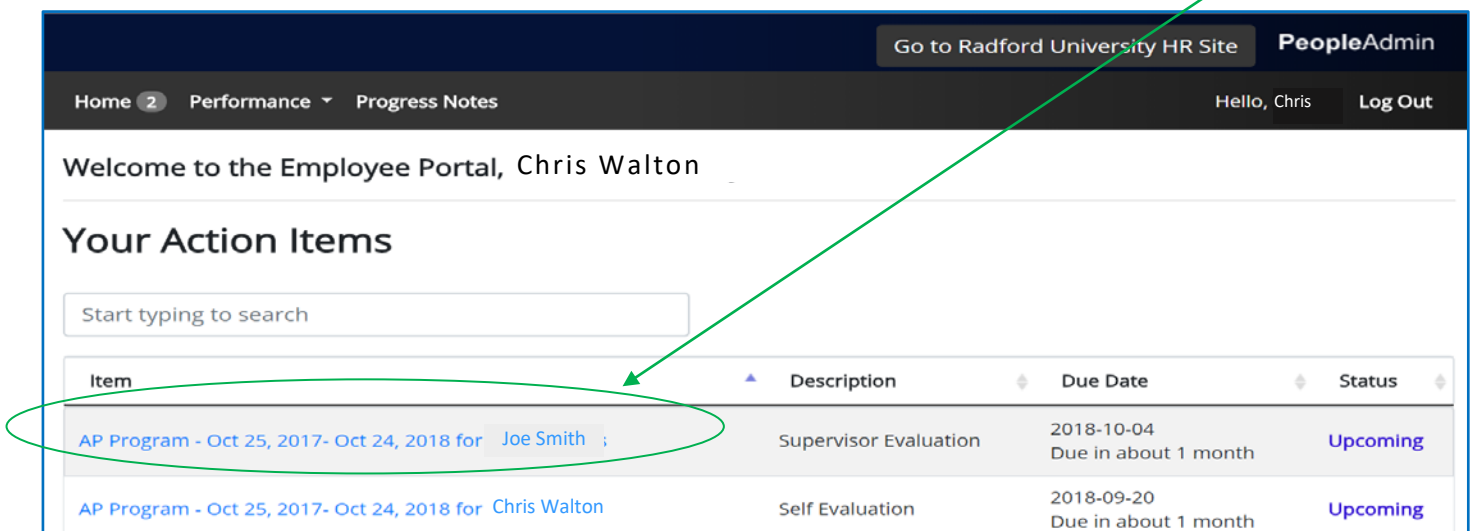 Go to Radford University HR Site PeopleAdmin
Home 2 Performance Progress Notes Hello, Chris Log Out
Welcome to the Employee Portal, Chris Walton
Your Action Items
Start typing to search
Item Description Due Date Status
AP Program - Oct 25, 2017- Oct 24, 2018 for Joe Smith Supervisor Evaluation 2018-10-04 Upcoming
Due in about 1 month
AP Program - Oct 25, 2017- Oct 24, 2018 for Chris Walton Self Evaluation 2018-09-20 Upcoming
Due in about 1 month